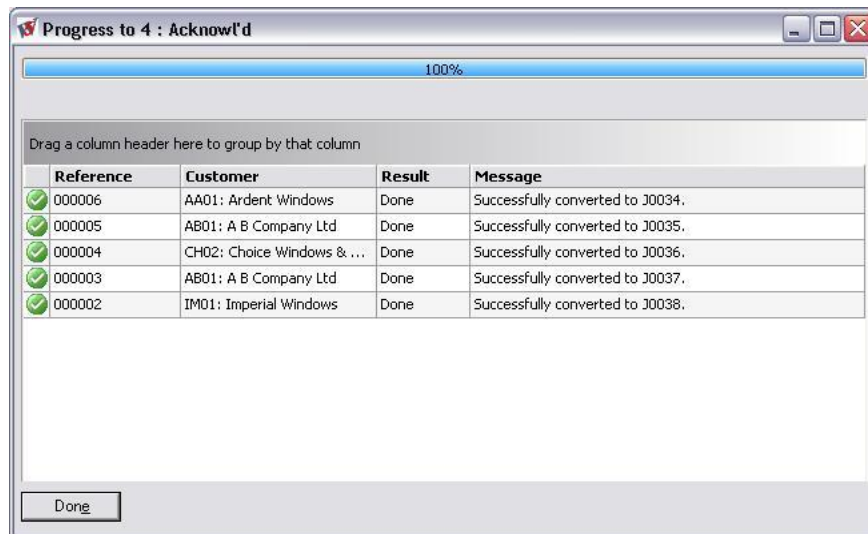 Progress to 4 : Acknowl'd
100%
Drag a column header here to group by that column
Reference Customer Result Message
000006 AA01: Ardent Windows Done Successfully converted to J0034.
000005 AB01: A B Company Ltd Done Successfully converted to J0035.
000004 CH02: Choice Windows & ... Done Successfully converted to J0036.
000003 AB01: A B Company Ltd Done Successfully converted to J0037.
000002 IM01: Imperial Windows Done Successfully converted to J0038.
Done